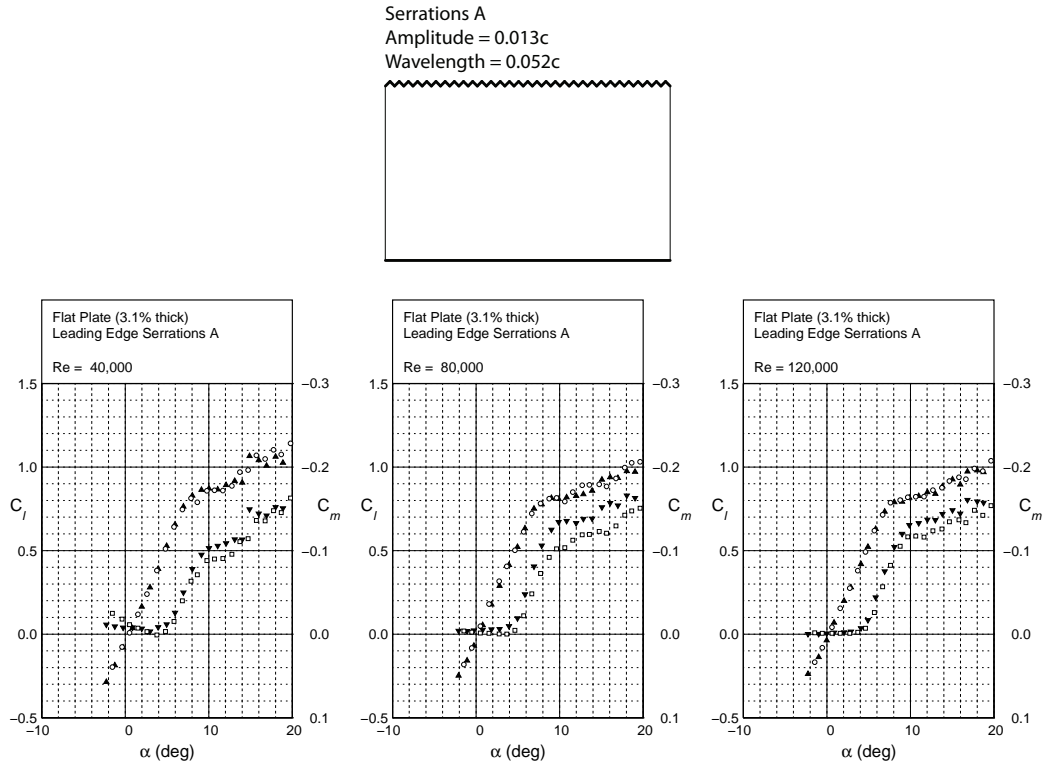 Serrations A
Amplitude = 0.013c
Wavelength = 0.052c
Flat Plate (3.1% thick)
Leading Edge Serrations A
Re = 40,000
1.5
1.0
0.5
0.0
−0.5
C_l
−0.3
−0.2
−0.1
0.0
0.1
C_m
−10
0
10
20
α (deg)
Flat Plate (3.1% thick)
Leading Edge Serrations A
Re = 80,000
1.5
1.0
0.5
0.0
−0.5
C_l
−0.3
−0.2
−0.1
0.0
0.1
C_m
−10
0
10
20
α (deg)
Flat Plate (3.1% thick)
Leading Edge Serrations A
Re = 120,000
1.5
1.0
0.5
0.0
−0.5
C_l
−0.3
−0.2
−0.1
0.0
0.1
C_m
−10
0
10
20
α (deg)